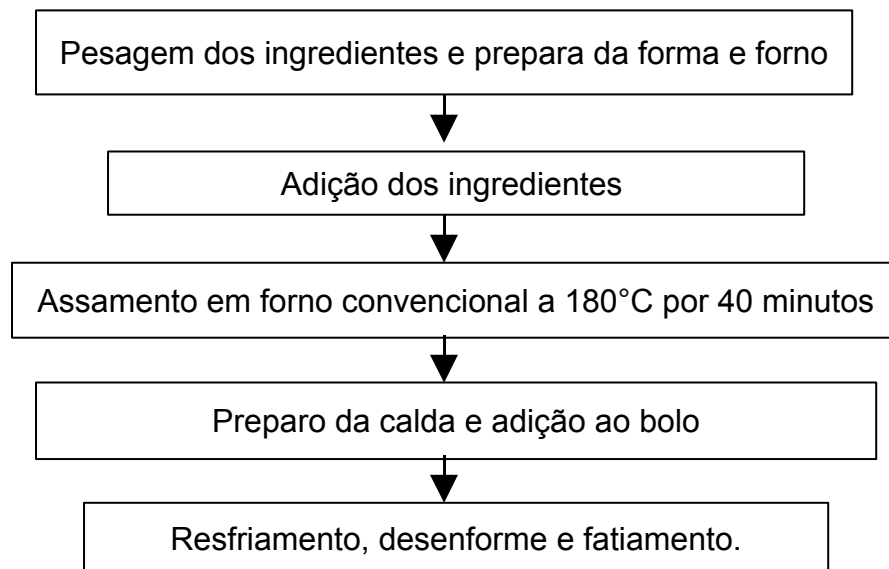 Pesagem dos ingredientes e prepara da forma e forno
Adição dos ingredientes
Assamento em forno convencional a 180°C por 40 minutos
Preparo da calda e adição ao bolo
Resfriamento, desenforme e fatiamento.